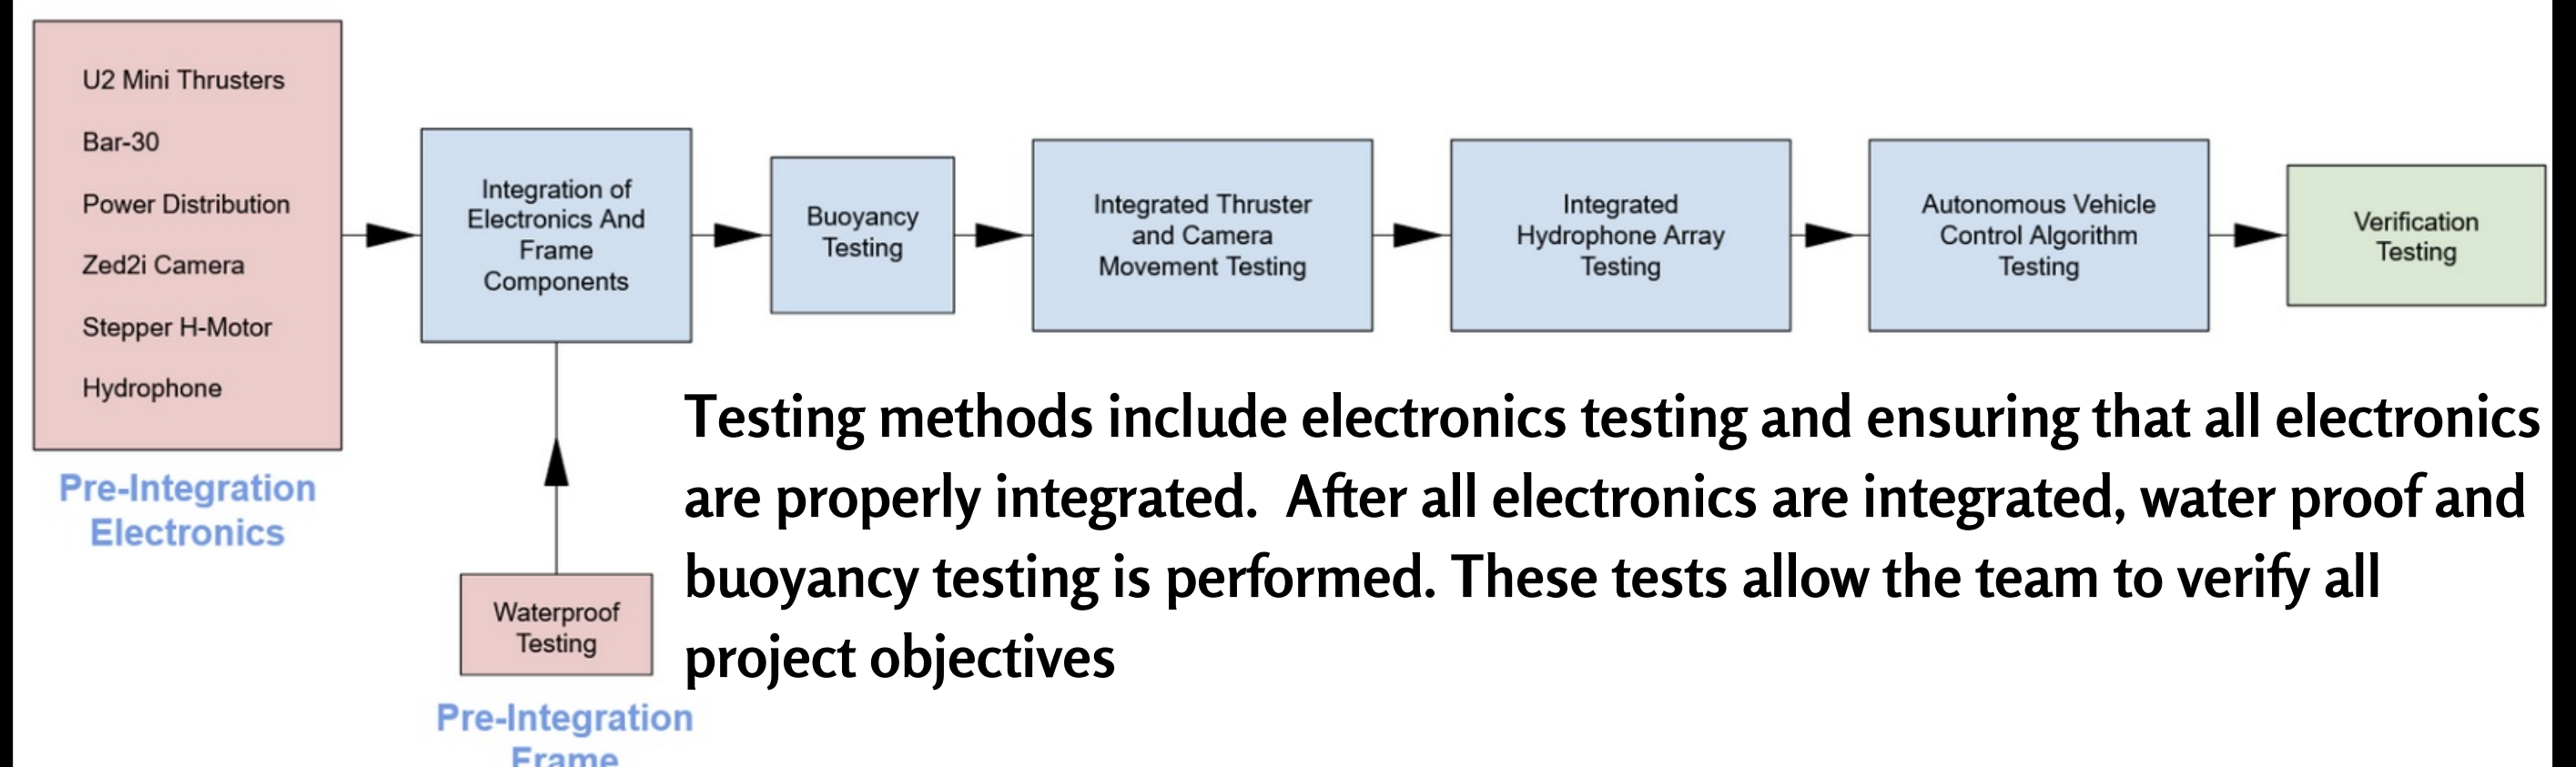 U2 Mini Thrusters
Bar-30
Power Distribution
Zed2i Camera
Stepper H-Motor
Hydrophone
Pre-Integration
Electronics
Integration of
Electronics And
Frame
Components
Buoyancy
Testing
Integrated Thruster
and Camera
Movement Testing
Integrated
Hydrophone Array
Testing
Autonomous Vehicle
Control Algorithm
Testing
Verification
Testing
Waterproof
Testing
Pre-Integration
Frame
Testing methods include electronics testing and ensuring that all electronics
are properly integrated.  After all electronics are integrated, water proof and
buoyancy testing is performed. These tests allow the team to verify all
project objectives